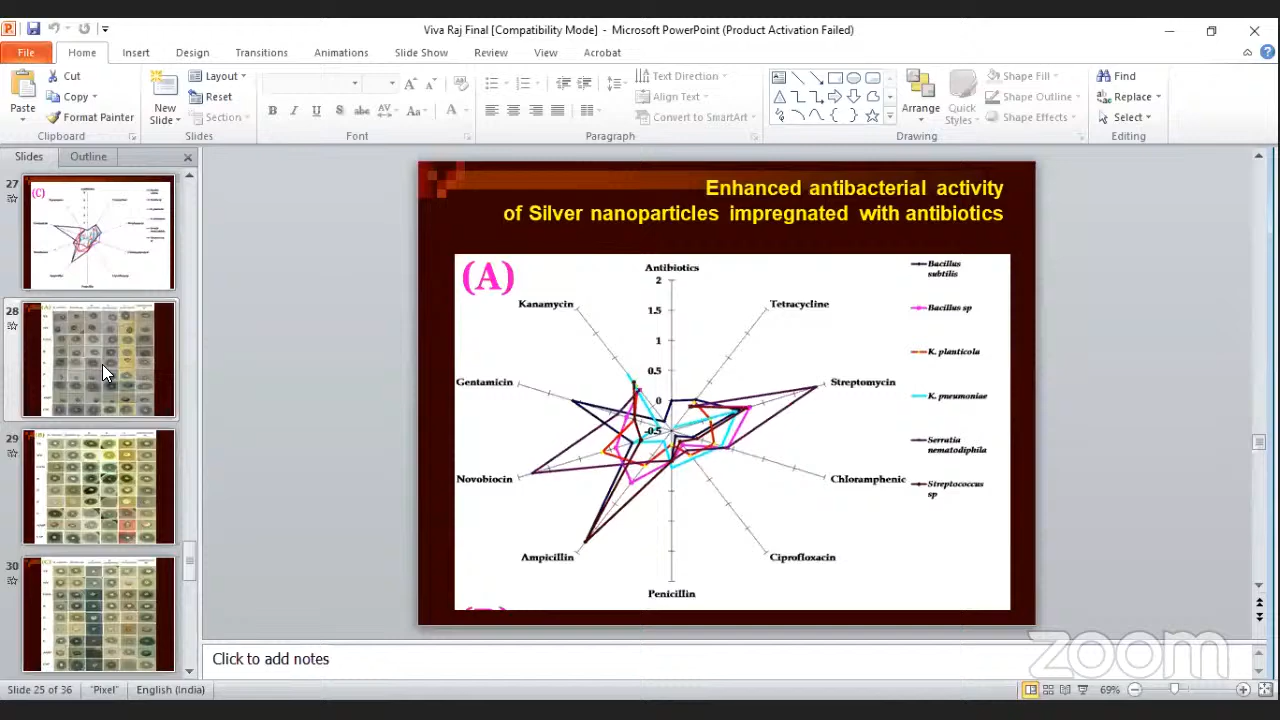 Viva Raj Final [Compatibility Mode] - Microsoft PowerPoint (Product Activation Failed)
File Home Insert Design Transitions Animations Slide Show Review View Acrobat
Cut
Copy
Format Painter
Paste
Clipboard
New
Slide
Layout
Reset
Section
Slides
Font
Text Direction
Align Text
Convert to SmartArt
Paragraph
Arrange
Quick
Styles
Shape Fill
Shape Outline
Shape Effects
Drawing
Find
Replace
Select
Editing
Slides Outline
27
(C)
28
29
30
Enhanced antibacterial activity
of Silver nanoparticles impregnated with antibiotics
(A)
Antibiotics
2
1.5
1
0.5
0
-0.5
Tetracycline
Streptomycin
Chloramphenic
Ciprofloxacin
Penicillin
Ampicillin
Novobiocin
Gentamicin
Kanamycin
Bacillus
subtilis
Bacillus sp
K. planticola
K. pneumoniae
Serratia
nematodiphila
Streptococcus
sp
Click to add notes
zoom
Slide 25 of 36 "Pixel" English (India) 69%